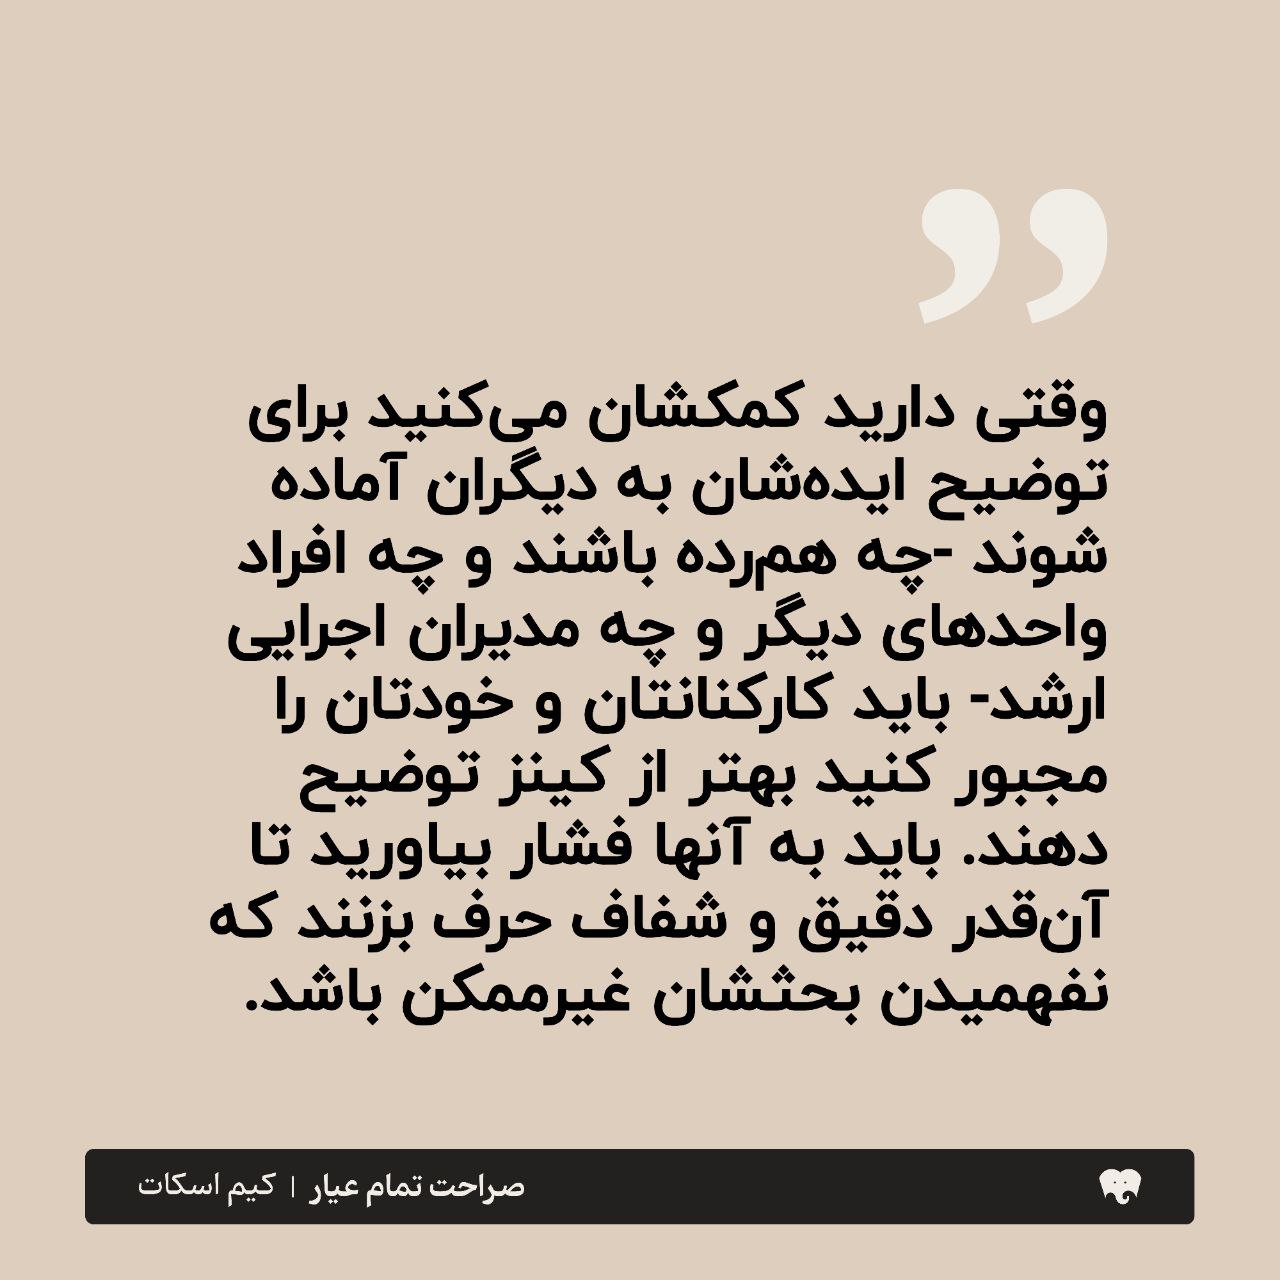 وقتی دارید کمکشان می‌کنید برای
توضیح ایده‌شان به دیگران آماده
شوند -چه هم‌رده باشند و چه افراد
واحدهای دیگر و چه مدیران اجرایی
ارشد- باید کارکنانتان و خودتان را
مجبور کنید بهتر از کینز توضیح
دهند. باید به آنها فشار بیاورید تا
آن‌قدر دقیق و شفاف حرف بزنند که
نفهمیدن بحثشان غیرممکن باشد.
صراحت تمام عیار | کیم اسکات